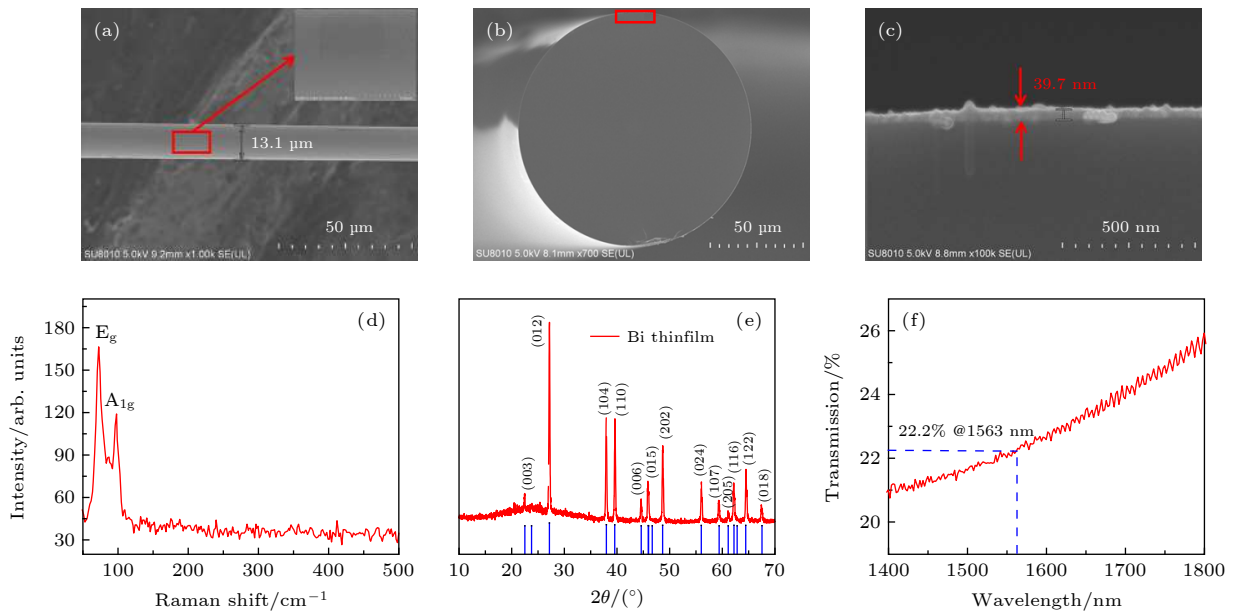 (a)
13.1 μm
50 μm
SU8010 5.0kV 9.2mm x1.00k SE(UL)
(b)
50 μm
SU8010 5.0kV 8.1mm x700 SE(UL)
(c)
39.7 nm
500 nm
SU8010 5.0kV 8.8mm x100k SE(UL)
(d)
Intensity/arb. units
180
150
120
90
60
30
E_g
A_1g
100 200 300 400 500
Raman shift/cm⁻¹
(e)
Bi thinfilm
(003)
(012)
(104)
(110)
(006)
(015)
(202)
(024)
(107)
(205)
(116)
(122)
(018)
10 20 30 40 50 60 70
2θ/(°)
(f)
Transmission/%
26
24
22
20
22.2% @1563 nm
1400 1500 1600 1700 1800
Wavelength/nm